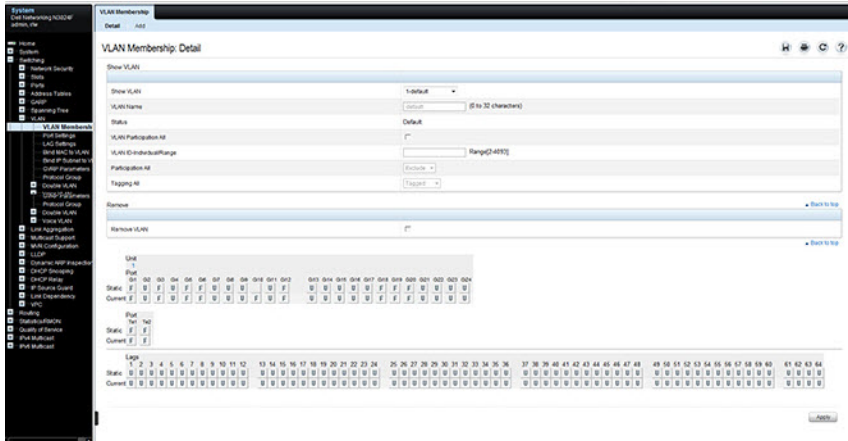 System
Dell Networking N3024F
admin, r/w
Home
System
Switching
Network Security
Slots
Ports
Address Tables
GARP
Spanning Tree
VLAN
VLAN Membersh
Port Settings
LAG Settings
Bind MAC to VLAN
Bind IP Subnet to V
GVRP Parameters
Protocol Group
Double VLAN
Protocol Group
Double VLAN
Voice VLAN
Link Aggregation
Multicast Support
MVR Configuration
LLDP
Dynamic ARP Inspection
DHCP Snooping
DHCP Relay
IP Source Guard
Link Dependency
VPC
Routing
Statistics/RMON
Quality of Service
IPv4 Multicast
IPv6 Multicast
VLAN Membership
Detail Add
VLAN Membership: Detail
Show VLAN
Show VLAN 1-default
VLAN Name default (0 to 32 characters)
Status Default
VLAN Participation All
VLAN ID-Individual/Range Range[2-4093]
Participation All Exclude
Tagging All Tagged
Back to top
Remove
Remove VLAN
Back to top
Unit
1
Port
Gi1 Gi2 Gi3 Gi4 Gi5 Gi6 Gi7 Gi8 Gi9 Gi10 Gi11 Gi12 Gi13 Gi14 Gi15 Gi16 Gi17 Gi18 Gi19 Gi20 Gi21 Gi22 Gi23 Gi24
Static
Current
Port
Te1 Te2
Static F F
Current F F
Lags
1 2 3 4 5 6 7 8 9 10 11 12 13 14 15 16 17 18 19 20 21 22 23 24 25 26 27 28 29 30 31 32 33 34 35 36 37 38 39 40 41 42 43 44 45 46 47 48 49 50 51 52 53 54 55 56 57 58 59 60 61 62 63 64
Static U U U U U U U U U U U U U U U U U U U U U U U U U U U U U U U U U U U U U U U U U U U U U U U U U U U U U U U U U U U U U U U U
Current U U U U U U U U U U U U U U U U U U U U U U U U U U U U U U U U U U U U U U U U U U U U U U U U U U U U U U U U U U U U U U U U
Apply